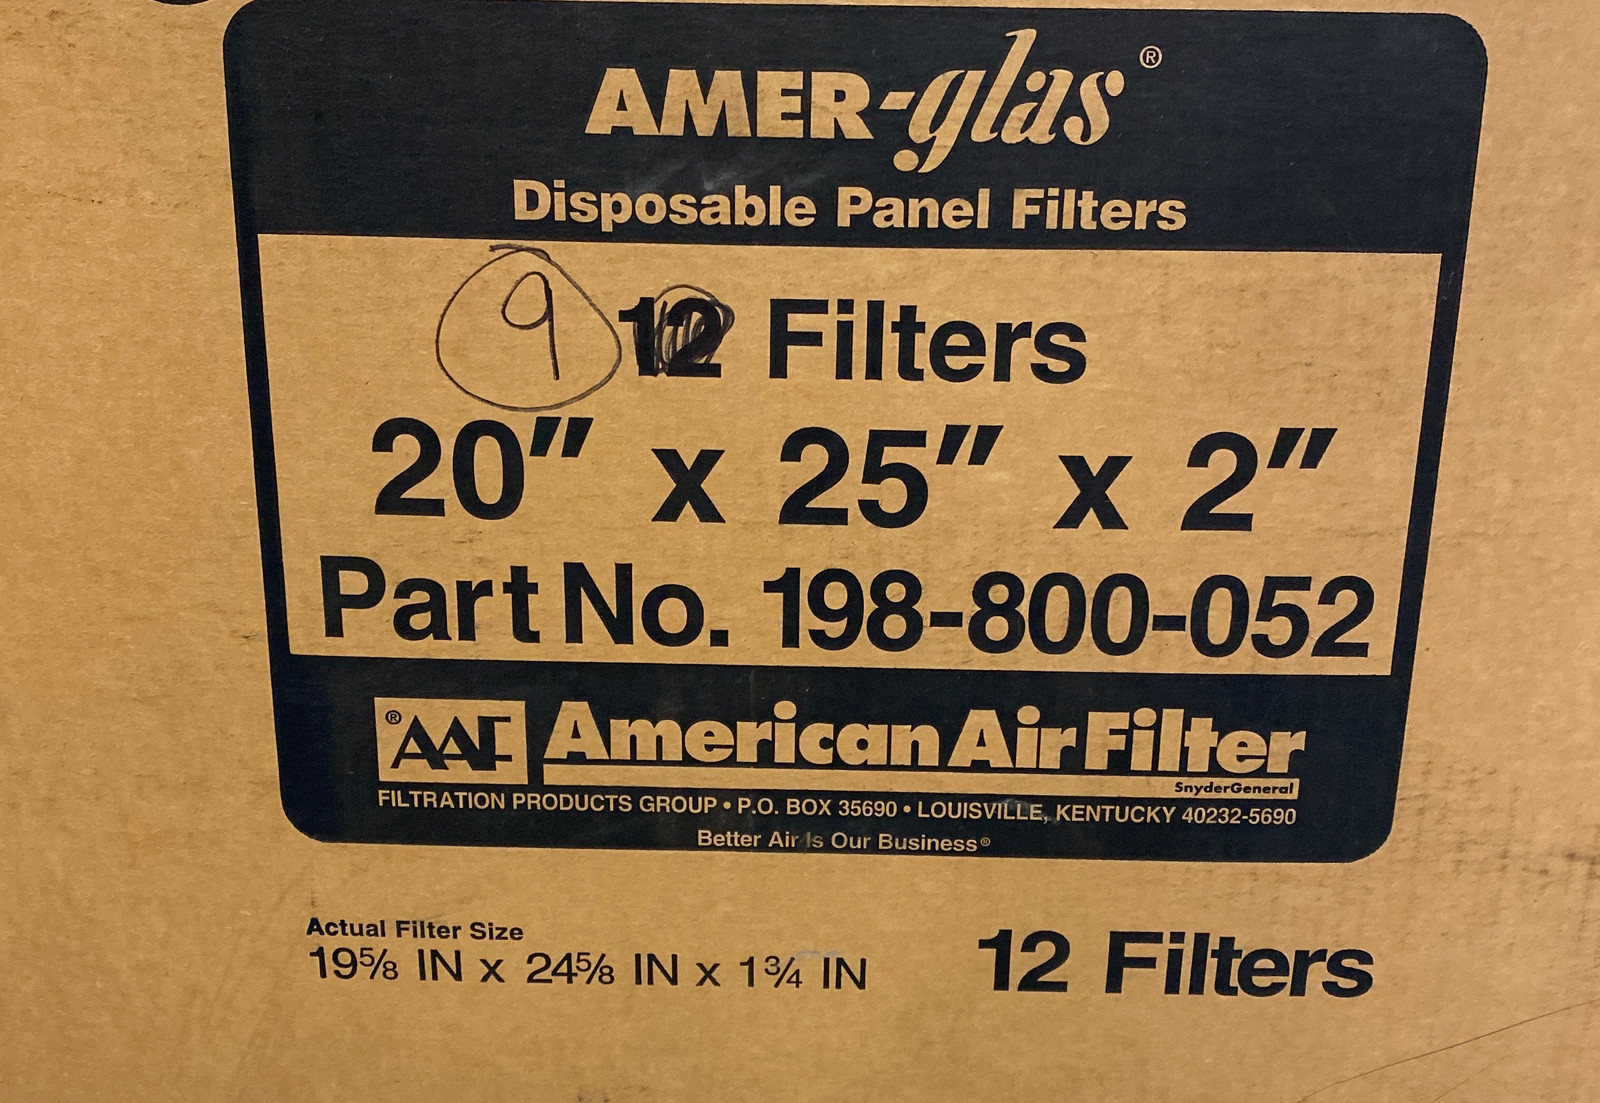 AMER-glas®
Disposable Panel Filters
9 12 Filters
20" x 25" x 2"
Part No. 198-800-052
®AAF American Air Filter
SnyderGeneral
FILTRATION PRODUCTS GROUP • P.O. BOX 35690 • LOUISVILLE, KENTUCKY 40232-5690
Better Air Is Our Business®
Actual Filter Size
19⅝ IN x 24⅝ IN x 1¾ IN
12 Filters